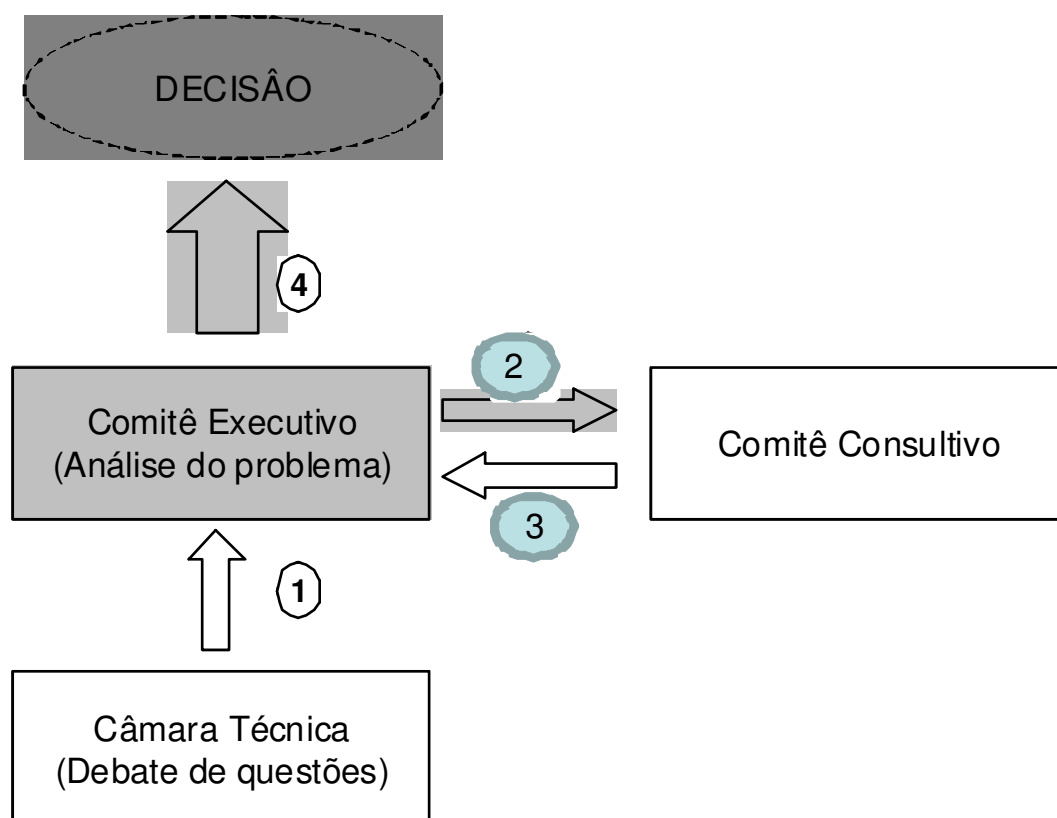 DECISÂO
4
2
Comitê Executivo
(Análise do problema)
Comitê Consultivo
3
1
Câmara Técnica
(Debate de questões)